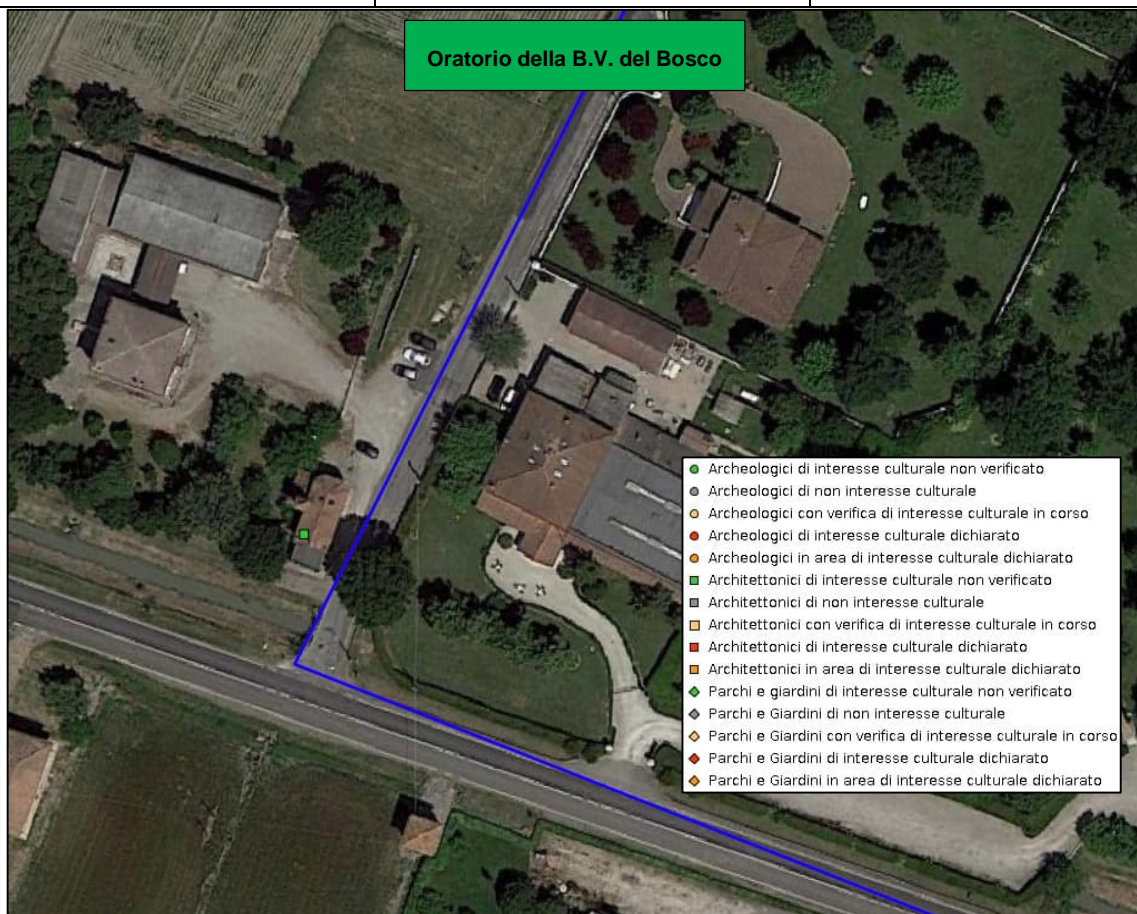 Oratorio della B.V. del Bosco
Archeologici di interesse culturale non verificato
Archeologici di non interesse culturale
Archeologici con verifica di interesse culturale in corso
Archeologici di interesse culturale dichiarato
Archeologici in area di interesse culturale dichiarato
Architettonici di interesse culturale non verificato
Architettonici di non interesse culturale
Architettonici con verifica di interesse culturale in corso
Architettonici di interesse culturale dichiarato
Architettonici in area di interesse culturale dichiarato
Parchi e giardini di interesse culturale non verificato
Parchi e Giardini di non interesse culturale
Parchi e Giardini con verifica di interesse culturale in corso
Parchi e Giardini di interesse culturale dichiarato
Parchi e Giardini in area di interesse culturale dichiarato